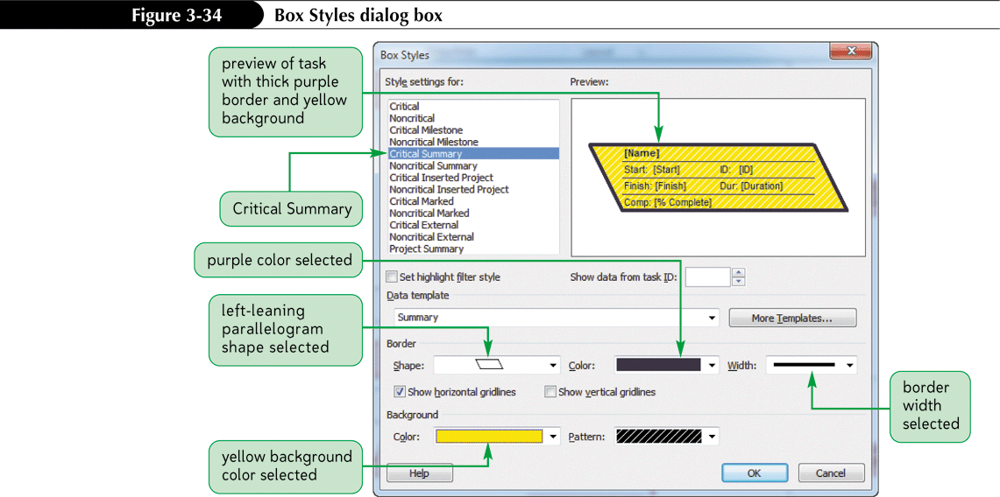 Figure 3-34 Box Styles dialog box
preview of task
with thick purple
border and yellow
background
Critical Summary
purple color selected
left-leaning
parallelogram
shape selected
yellow background
color selected
Box Styles
Style settings for:
Critical
Noncritical
Critical Milestone
Noncritical Milestone
Critical Summary
Noncritical Summary
Critical Inserted Project
Noncritical Inserted Project
Critical Marked
Noncritical Marked
Critical External
Noncritical External
Project Summary
Preview:
[Name]
Start: [Start] ID: [ID]
Finish: [Finish] Dur: [Duration]
Comp: [% Complete]
Set highlight filter style
Show data from task ID:
Data template
Summary
More Templates...
Border
Shape: Color: Width:
Show horizontal gridlines Show vertical gridlines
Background
Color: Pattern:
Help OK Cancel
border
width
selected